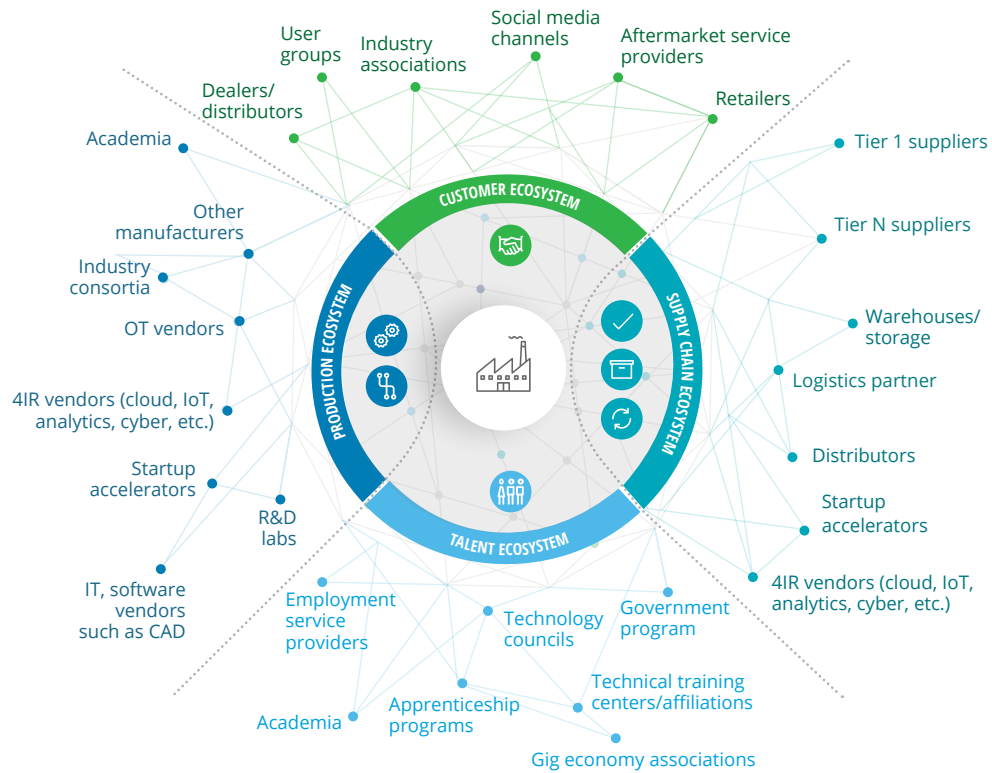 Social media
channels
User
groups
Industry
associations
Aftermarket service
providers
Dealers/
distributors
Retailers
CUSTOMER ECOSYSTEM
Academia
Other
manufacturers
Industry
consortia
OT vendors
4IR vendors (cloud, IoT,
analytics, cyber, etc.)
Startup
accelerators
R&D
labs
IT, software
vendors
such as CAD
PRODUCTION ECOSYSTEM
SUPPLY CHAIN ECOSYSTEM
Tier 1 suppliers
Tier N suppliers
Warehouses/
storage
Logistics partner
Distributors
Startup
accelerators
4IR vendors (cloud, IoT,
analytics, cyber, etc.)
TALENT ECOSYSTEM
Employment
service
providers
Technology
councils
Government
program
Academia
Apprenticeship
programs
Technical training
centers/affiliations
Gig economy associations